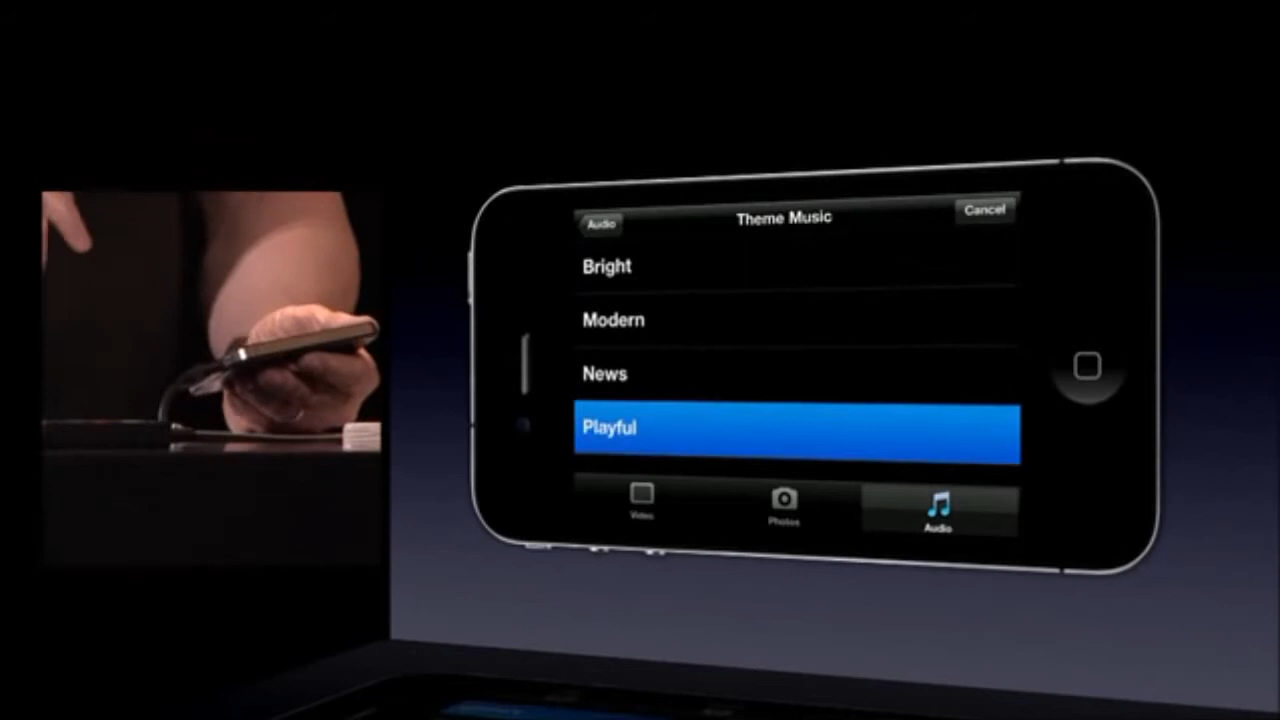 Audio
Theme Music
Cancel
Bright
Modern
News
Playful
Video
Photos
Audio